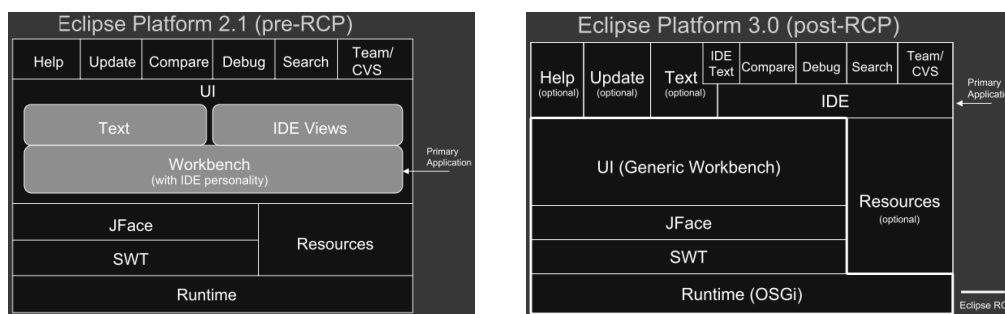 Eclipse Platform 2.1 (pre-RCP)
Help
Update
Compare
Debug
Search
Team/
CVS
UI
Text
IDE Views
Workbench
(with IDE personality)
Primary
Application
JFace
Resources
SWT
Runtime
Eclipse Platform 3.0 (post-RCP)
Help
(optional)
Update
(optional)
Text
(optional)
IDE
Text
Compare
Debug
Search
Team/
CVS
IDE
Primary
Applicati
UI (Generic Workbench)
Resources
(optional)
JFace
SWT
Runtime (OSGi)
Eclipse RC